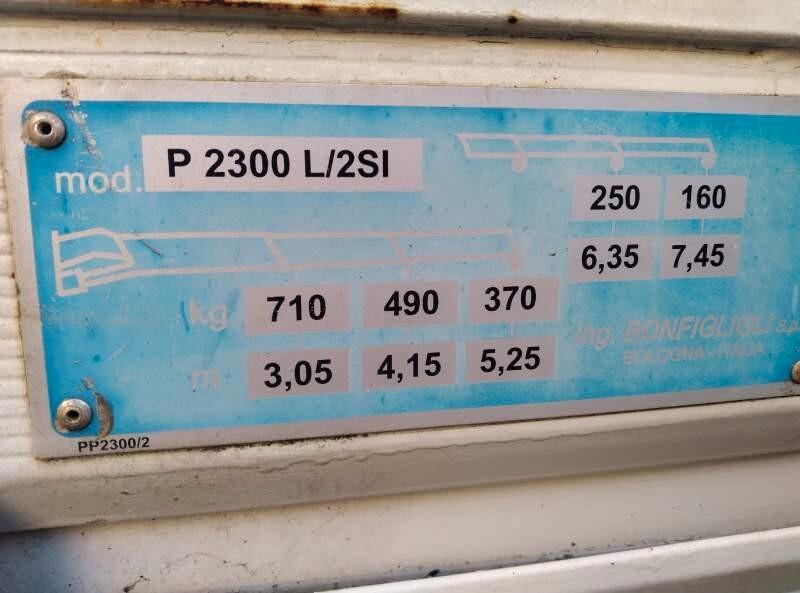 mod. P 2300 L/2SI
250 160
6,35 7,45
kg 710 490 370
m 3,05 4,15 5,25
Ing. BONFIGLIOLI s.p.
BOLOGNA - ITALIA
PP2300/2